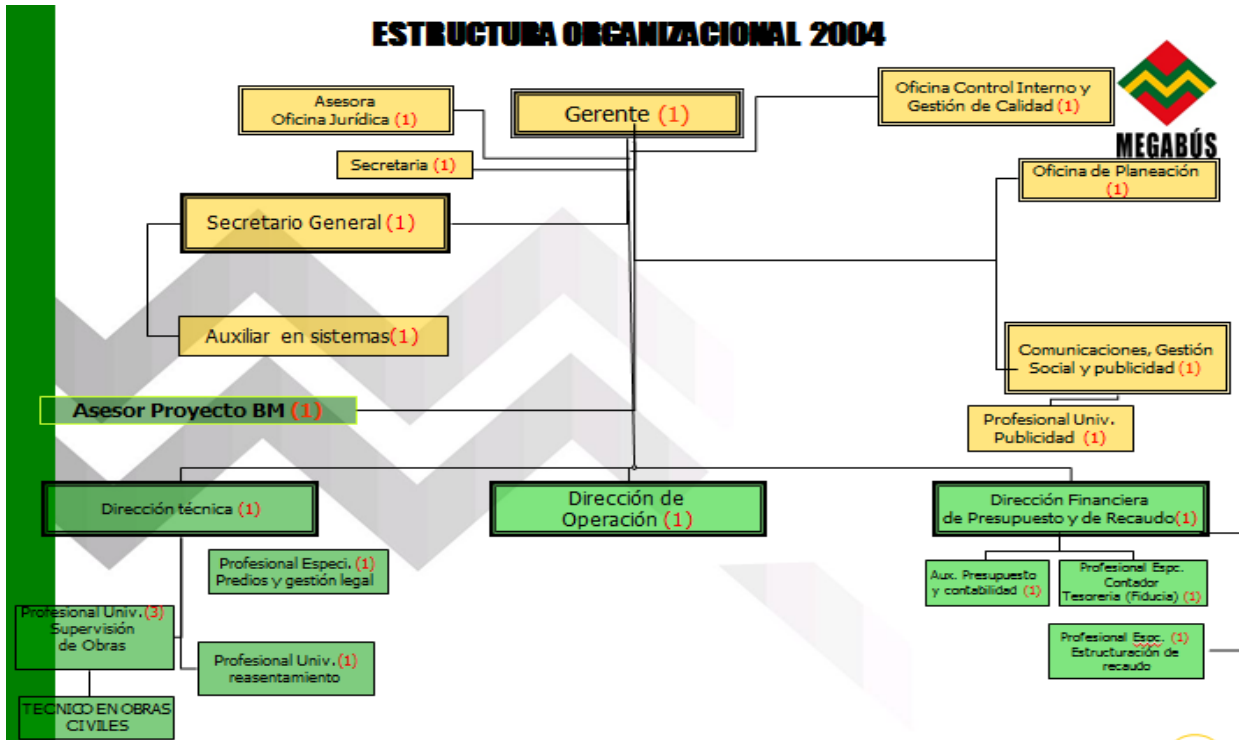 ESTRUCTURA ORGANIZACIONAL 2004
Asesora
Oficina Jurídica (1)
Gerente (1)
Oficina Control Interno y
Gestión de Calidad (1)
MEGABÚS
Secretaria (1)
Oficina de Planeación
(1)
Secretario General (1)
Auxiliar en sistemas(1)
Comunicaciones, Gestión
Social y publicidad (1)
Asesor Proyecto BM (1)
Profesional Univ.
Publicidad (1)
Dirección técnica (1)
Dirección de
Operación (1)
Dirección Financiera
de Presupuesto y de Recaudo(1)
Profesional Especi. (1)
Predios y gestión legal
Aux. Presupuesto
y contabilidad (1)
Profesional Espc.
Contador
Tesoreria (Fiducia) (1)
Profesional Univ.(3)
Supervisión
de Obras
Profesional Univ.(1)
reasentamiento
Profesional Espc. (1)
Estructuración de
recaudo
TECNICO EN OBRAS
CIVILES